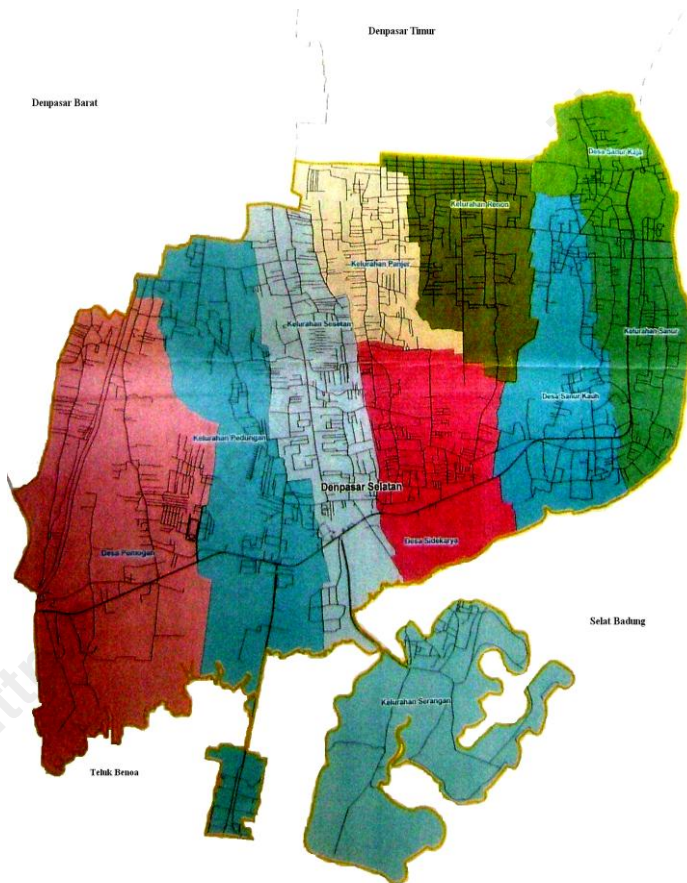 Denpasar Timur
Denpasar Barat
Desa Sanur Kaja
Kelurahan Renon
Kelurahan Panjer
Kelurahan Sesetan
Kelurahan Sanur
Desa Sanur Kauh
Kelurahan Pedungan
Denpasar Selatan
Desa Sidakarya
Desa Pemogan
Selat Badung
Kelurahan Serangan
Teluk Benoa